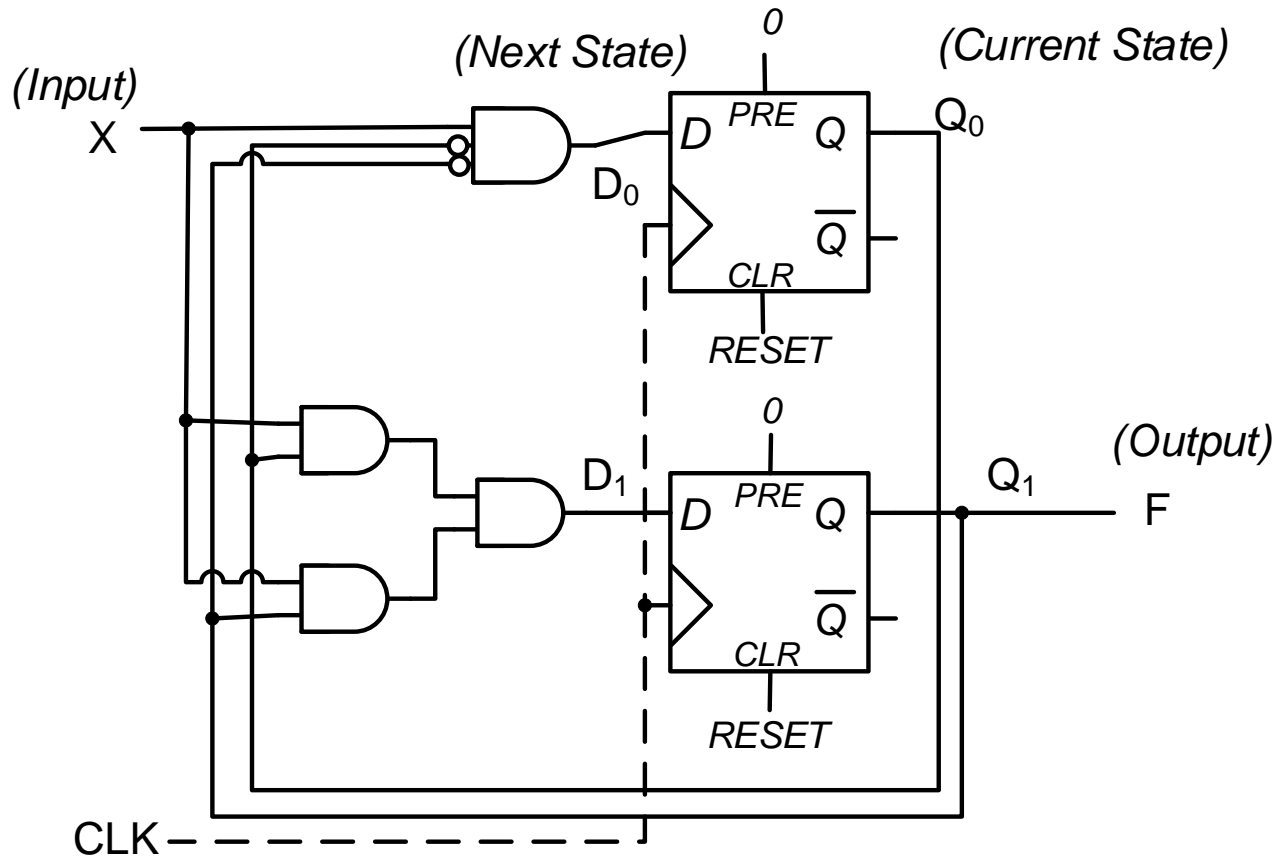 0
(Next State)
(Current State)
(Input)
X
PRE
D
Q
Q₀
D₀
Q̅
CLR
RESET
0
(Output)
D₁
PRE
D
Q
Q₁
F
Q̅
CLR
RESET
CLK